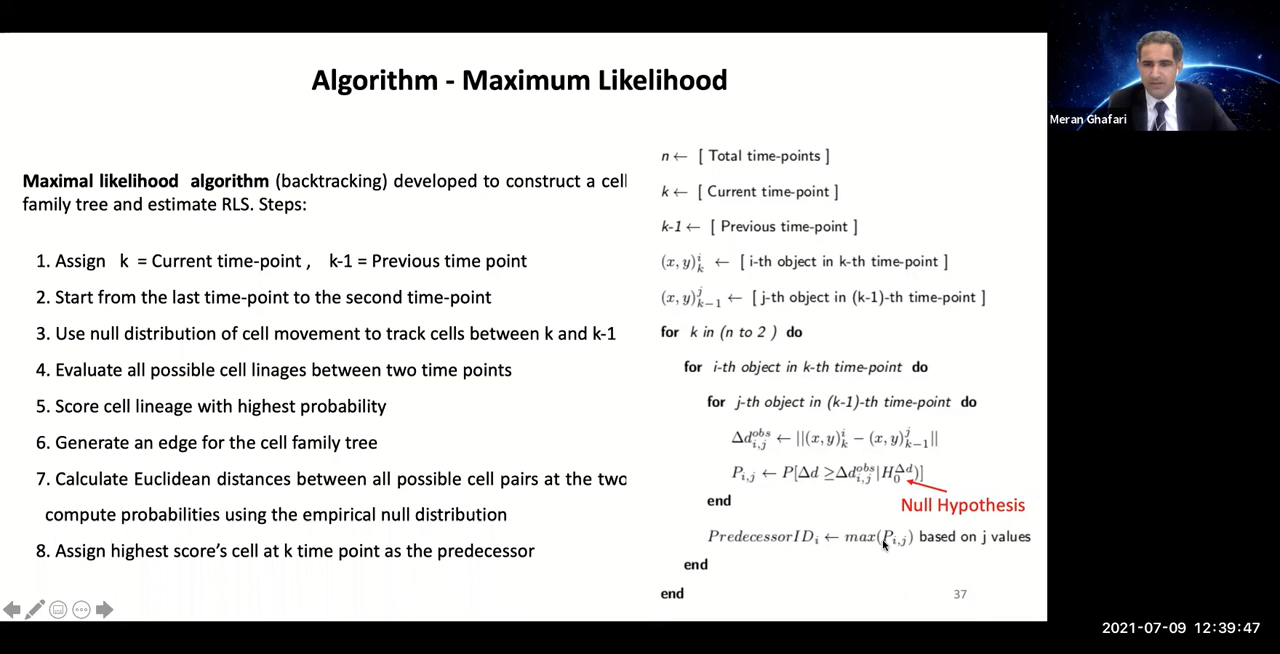 Algorithm - Maximum Likelihood
Meran Ghafari
Maximal likelihood algorithm (backtracking) developed to construct a cell
family tree and estimate RLS. Steps:
1. Assign k = Current time-point , k-1 = Previous time point
2. Start from the last time-point to the second time-point
3. Use null distribution of cell movement to track cells between k and k-1
4. Evaluate all possible cell linages between two time points
5. Score cell lineage with highest probability
6. Generate an edge for the cell family tree
7. Calculate Euclidean distances between all possible cell pairs at the two
compute probabilities using the empirical null distribution
8. Assign highest score's cell at k time point as the predecessor
n ← [ Total time-points ]
k ← [ Current time-point ]
k-1 ← [ Previous time-point ]
(x, y)_k^i ← [ i-th object in k-th time-point ]
(x, y)_{k-1}^j ← [ j-th object in (k-1)-th time-point ]
for k in (n to 2 ) do
for i-th object in k-th time-point do
for j-th object in (k-1)-th time-point do
Δd_{i,j}^{obs} ← ||(x, y)_k^i − (x, y)_{k-1}^j||
P_{i,j} ← P[Δd ≥Δd_{i,j}^{obs}|H_0^{Δd})]
end
Null Hypothesis
PredecessorID_i ← max(P_{i,j}) based on j values
end
end
37
2021-07-09 12:39:47